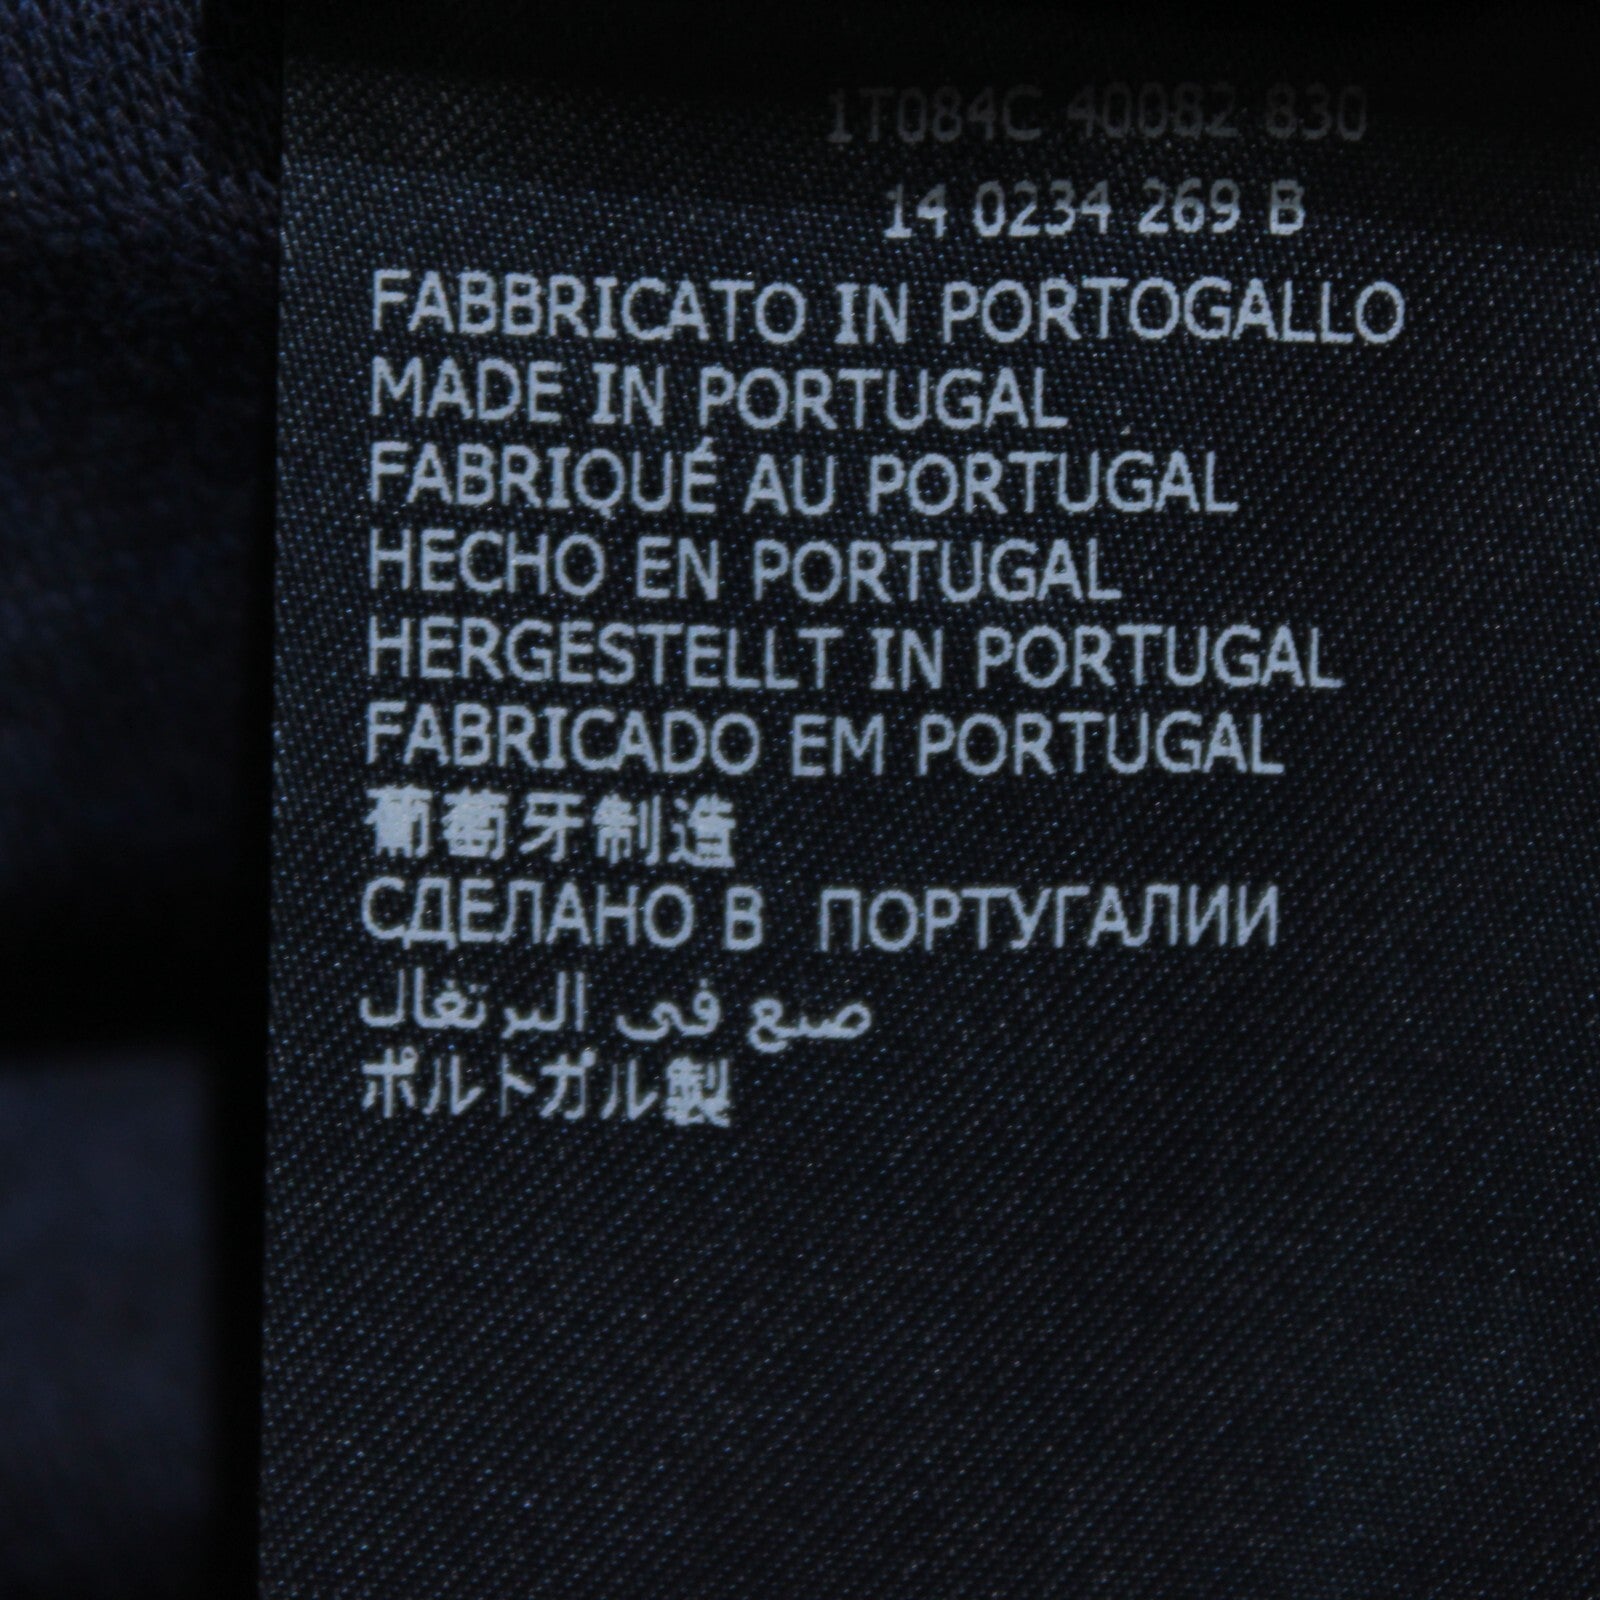 1T084C 40082 830
14 0234 269 B
FABBRICATO IN PORTOGALLO
MADE IN PORTUGAL
FABRIQUÉ AU PORTUGAL
HECHO EN PORTUGAL
HERGESTELLT IN PORTUGAL
FABRICADO EM PORTUGAL
葡萄牙制造
СДЕЛАНО В ПОРТУГАЛИИ
صنع فى البرتغال
ポルトガル製